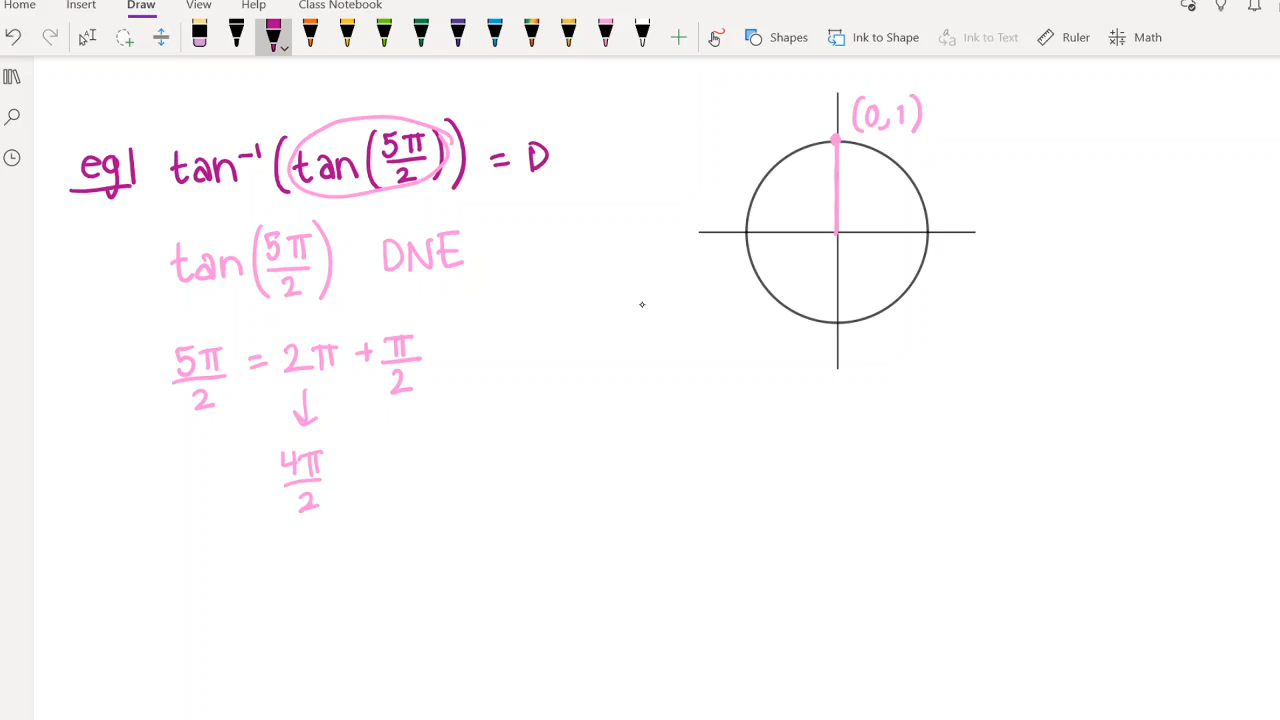 Home Insert Draw View Help Class Notebook
Shapes Ink to Shape Ink to Text Ruler Math
(0,1)
eg1 tan⁻¹(tan(5π/2)) = D
tan(5π/2) DNE
5π/2 = 2π + π/2
↓
4π/2